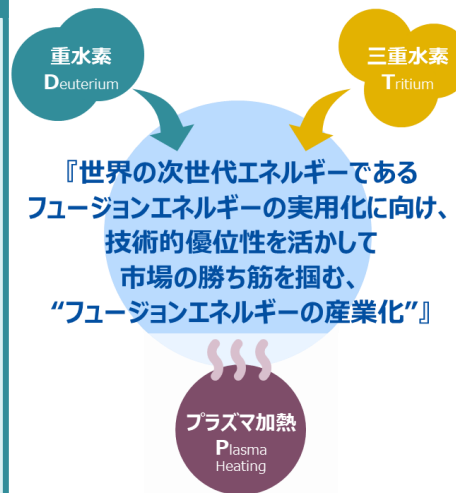 重水素
Deuterium
三重水素
Tritium
『世界の次世代エネルギーである
フュージョンエネルギーの実用化に向け、
技術的優位性を活かして
市場の勝ち筋を掴む、
“フュージョンエネルギーの産業化”』
プラズマ加熱
Plasma
Heating